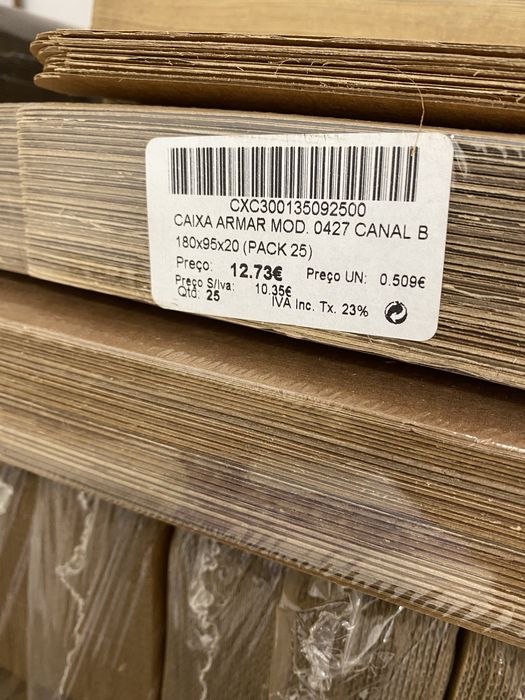 CXC300135092500
CAIXA ARMAR MOD. 0427 CANAL B
180x95x20 (PACK 25)
Preço: 12.73€ Preço UN: 0.509€
Preço S/Iva: 10.35€
Qtd: 25 IVA Inc. Tx. 23%